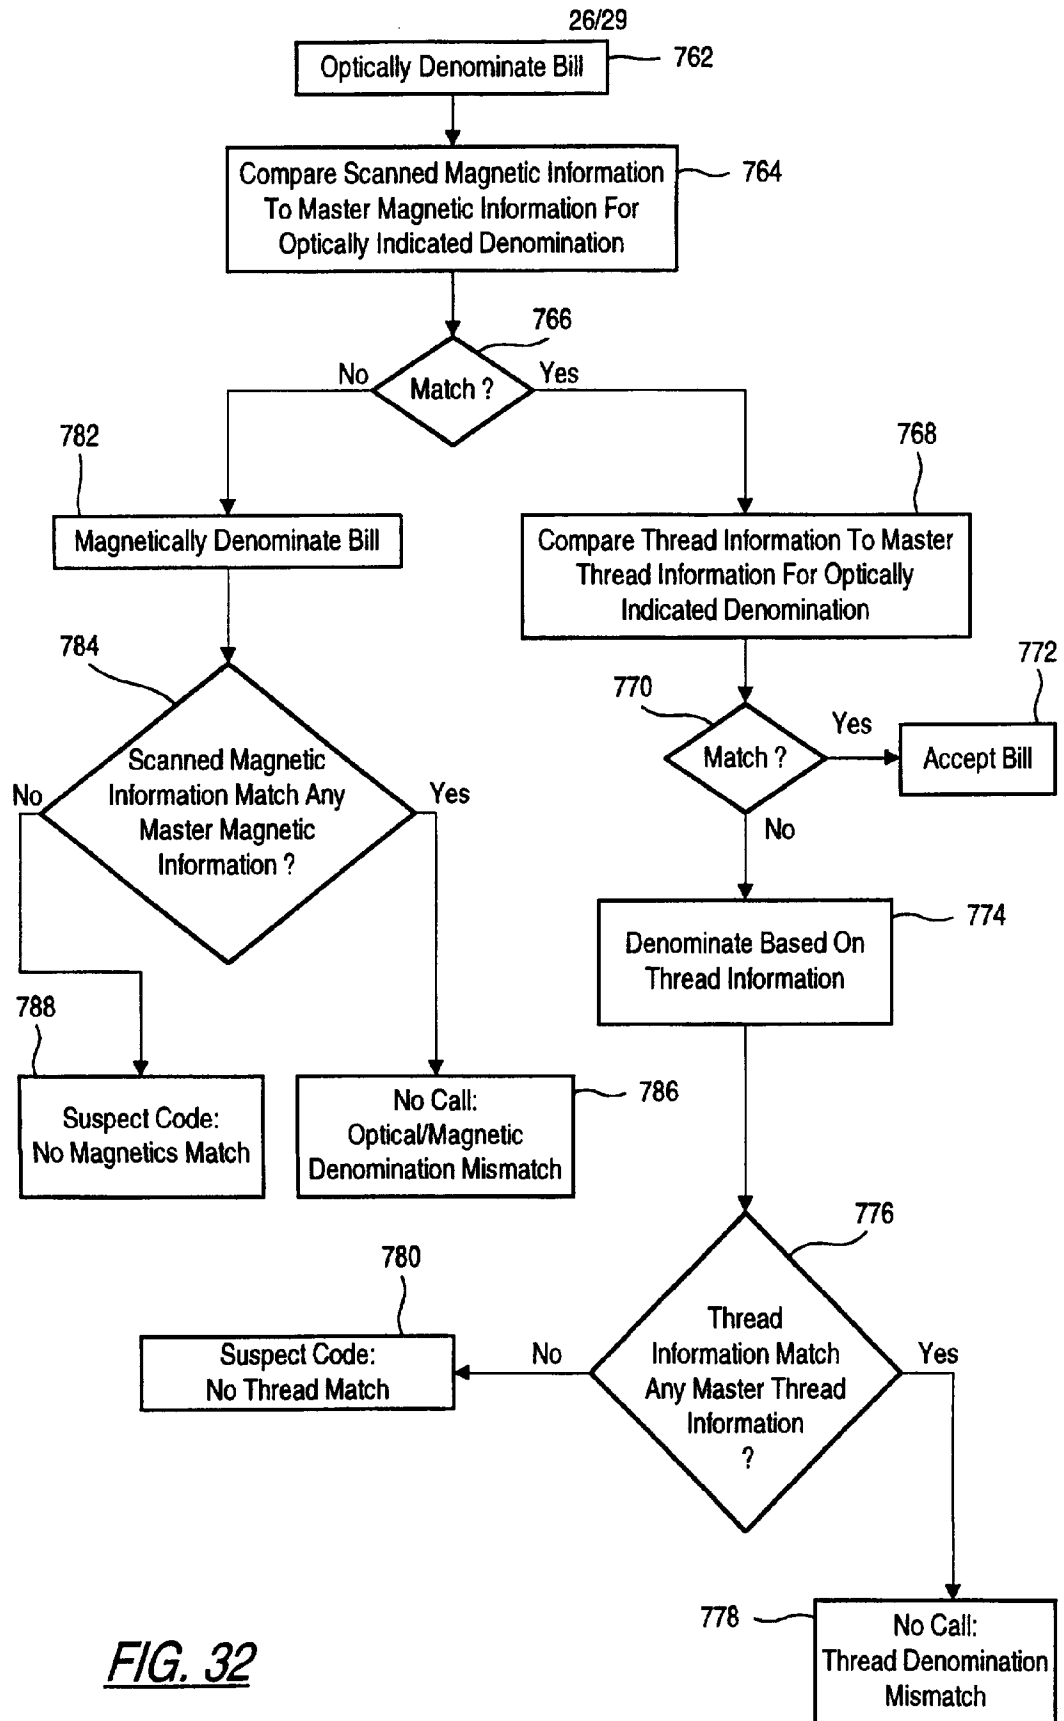 26/29
Optically Denominate Bill
762
Compare Scanned Magnetic Information
To Master Magnetic Information For
Optically Indicated Denomination
764
766
No
Match ?
Yes
782
768
Magnetically Denominate Bill
Compare Thread Information To Master
Thread Information For Optically
Indicated Denomination
784
770
772
Match ?
Yes
Accept Bill
No
Scanned Magnetic
Information Match Any
Master Magnetic
Information ?
No
Yes
774
Denominate Based On
Thread Information
788
Suspect Code:
No Magnetics Match
No Call:
Optical/Magnetic
Denomination Mismatch
786
776
780
Suspect Code:
No Thread Match
No
Thread
Information Match
Any Master Thread
Information
?
Yes
778
No Call:
Thread Denomination
Mismatch
FIG. 32